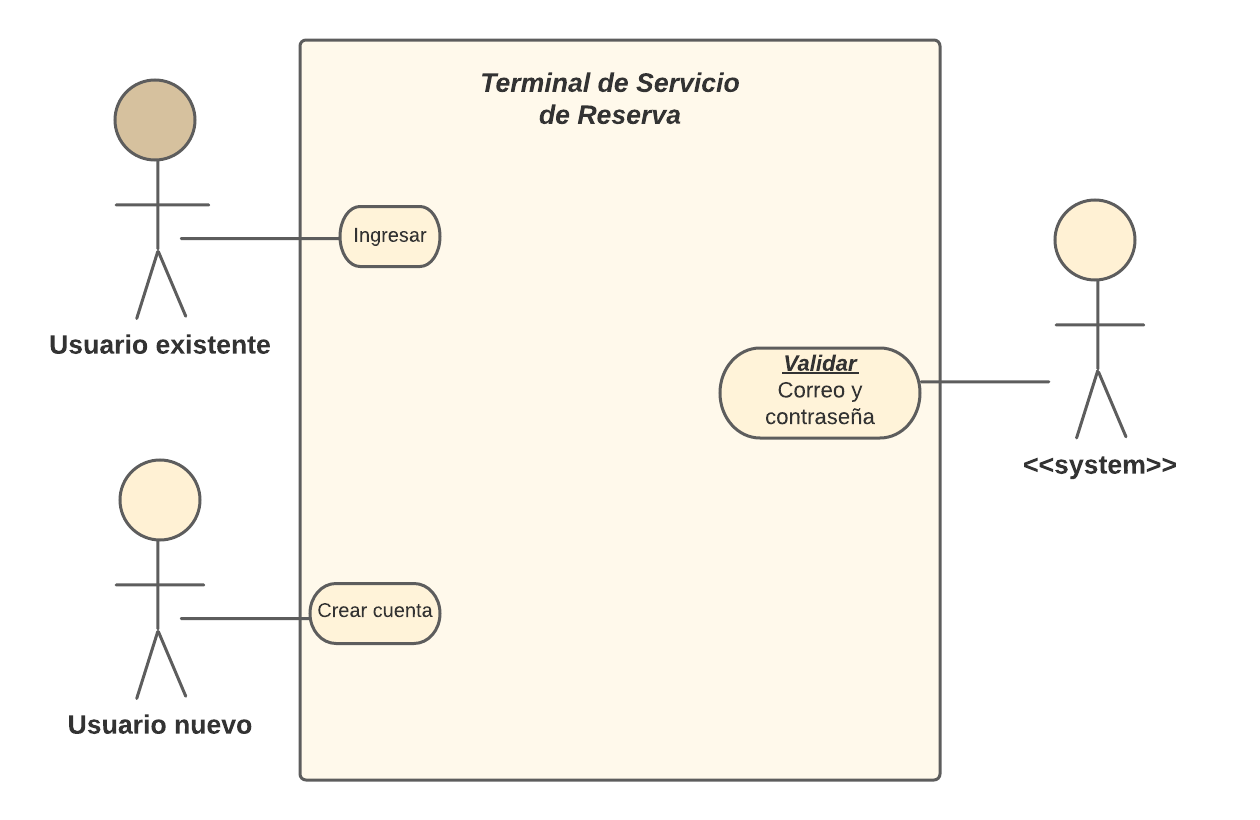 Terminal de Servicio
de Reserva
Ingresar
Usuario existente
Validar
Correo y
contraseña
<<system>>
Crear cuenta
Usuario nuevo